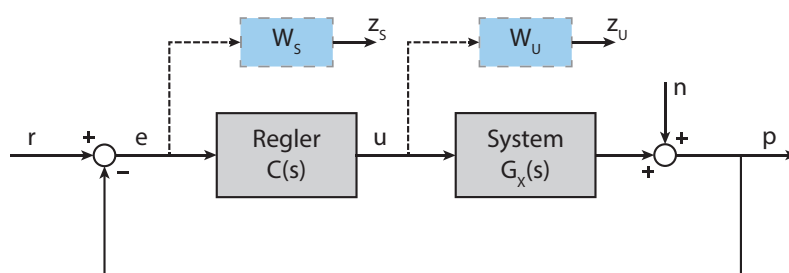 W_S
z_S
W_U
z_U
n
r
+
e
−
Regler
C(s)
u
System
G_X(s)
+
+
p